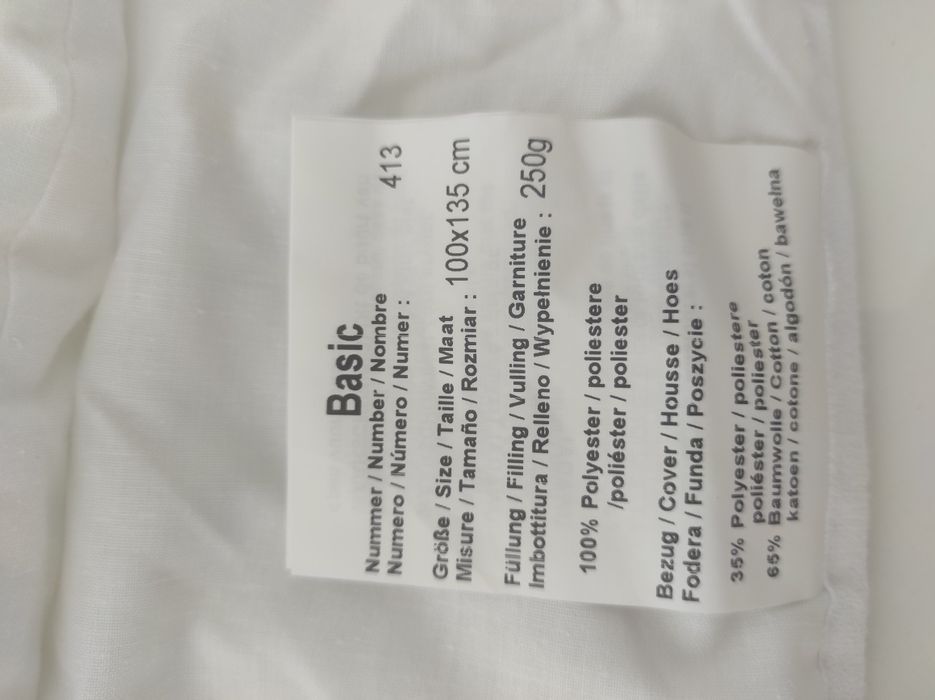 Basic
Nummer / Number / Nombre
Numero / Número / Numer : 413
Größe / Size / Taille / Maat
Misure / Tamaño / Rozmiar : 100x135 cm
Füllung / Filling / Vulling / Garniture
Imbottitura / Relleno / Wypełnienie : 250g
100% Polyester / poliestere
/poliéster / poliester
Bezug / Cover / Housse / Hoes
Fodera / Funda / Poszycie :
35% Polyester / poliestere
poliéster / poliester
65% Baumwolle / Cotton / coton
katoen / cotone / algodón / bawełna